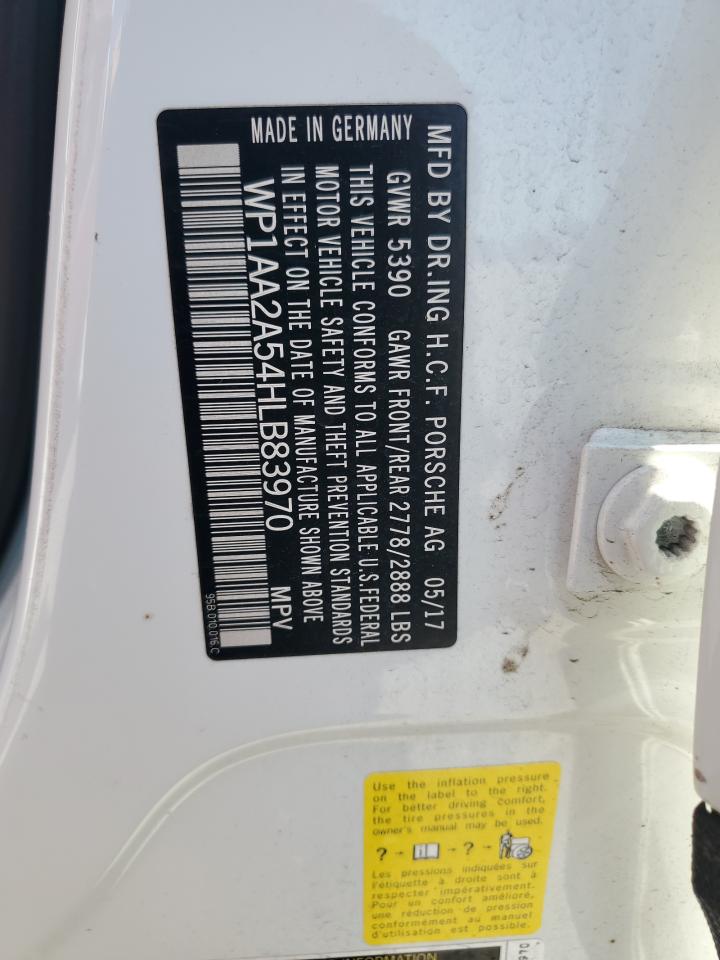 MFD BY DR.ING H.C.F. PORSCHE AG 05/17
GVWR 5390 GAWR FRONT/REAR 2778/2888 LBS
THIS VEHICLE CONFORMS TO ALL APPLICABLE U.S.FEDERAL
MOTOR VEHICLE SAFETY AND THEFT PREVENTION STANDARDS
IN EFFECT ON THE DATE OF MANUFACTURE SHOWN ABOVE
MADE IN GERMANY
WP1AA2A54HLB83970 MPV
95B.010.016.C
Use the inflation pressure
on the label to the right.
For better driving comfort,
the tire pressures in the
owner's manual may be used.
? - i - ? -
Les pressions indiquées sur
l'étiquette à droite sont à
respecter impérativement.
Pour un confort amélioré,
une réduction de pression
conformément au manuel
d'utilisation est possible.
INFORMATION